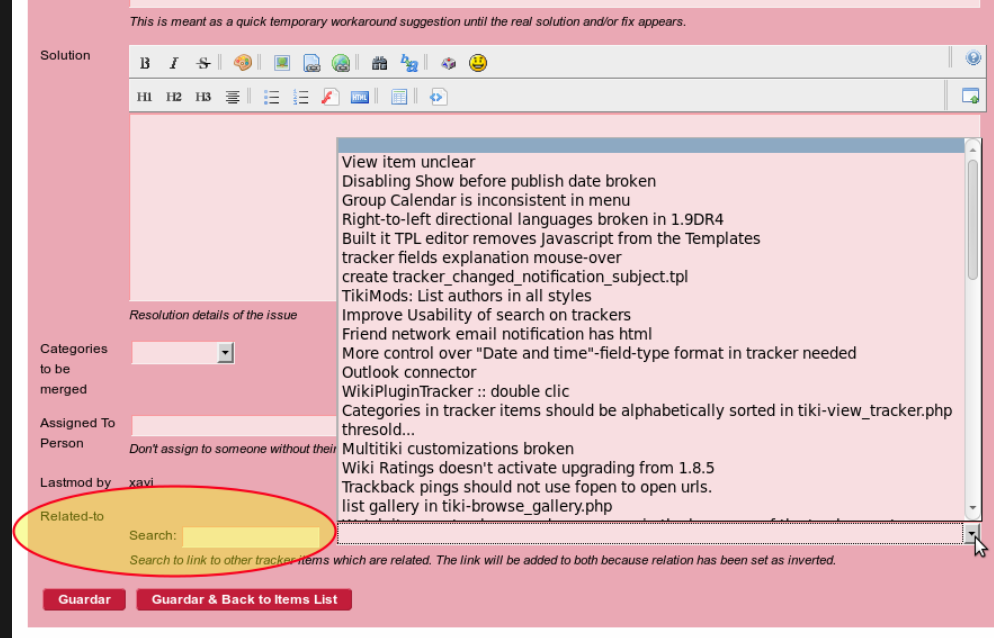 This is meant as a quick temporary workaround suggestion until the real solution and/or fix appears.
Solution
B I S
H1 H2 H3 HTML
View item unclear
Disabling Show before publish date broken
Group Calendar is inconsistent in menu
Right-to-left directional languages broken in 1.9DR4
Built it TPL editor removes Javascript from the Templates
tracker fields explanation mouse-over
create tracker_changed_notification_subject.tpl
TikiMods: List authors in all styles
Improve Usability of search on trackers
Friend network email notification has html
More control over "Date and time"-field-type format in tracker needed
Outlook connector
WikiPluginTracker :: double clic
Categories in tracker items should be alphabetically sorted in tiki-view_tracker.php
thresold...
Multitiki customizations broken
Wiki Ratings doesn't activate upgrading from 1.8.5
Trackback pings should not use fopen to open urls.
list gallery in tiki-browse_gallery.php
Resolution details of the issue
Categories
to be
merged
Assigned To
Person
Don't assign to someone without their
Lastmod by xavi
Related-to
Search:
Search to link to other tracker items which are related. The link will be added to both because relation has been set as inverted.
Guardar Guardar & Back to Items List